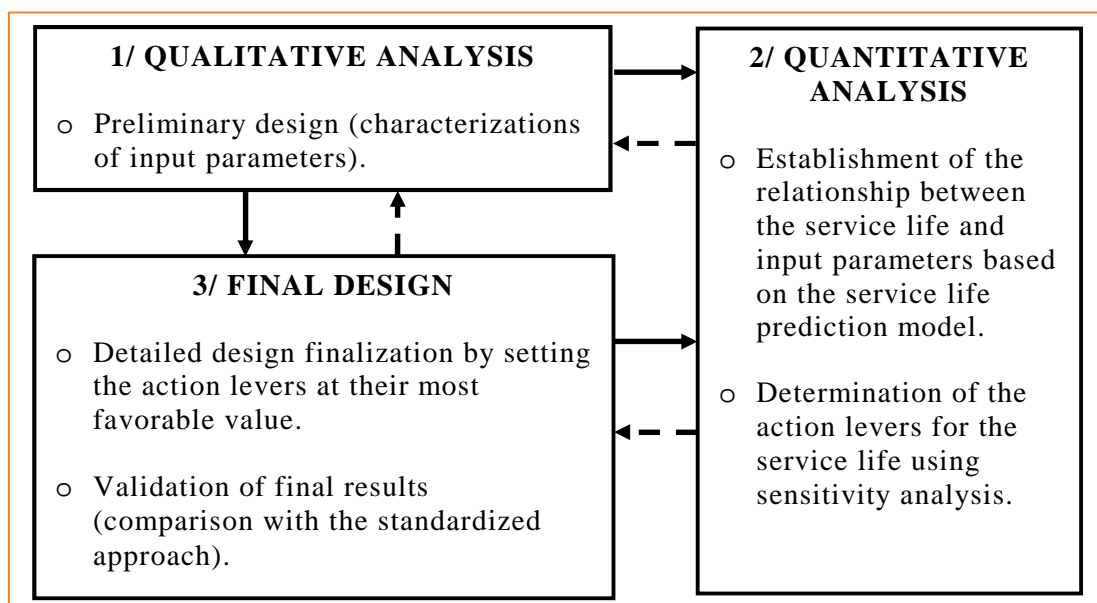 1/ QUALITATIVE ANALYSIS
o Preliminary design (characterizations
of input parameters).
2/ QUANTITATIVE
ANALYSIS
o Establishment of the
relationship between
the service life and
input parameters based
on the service life
prediction model.
o Determination of the
action levers for the
service life using
sensitivity analysis.
3/ FINAL DESIGN
o Detailed design finalization by setting
the action levers at their most
favorable value.
o Validation of final results
(comparison with the standardized
approach).